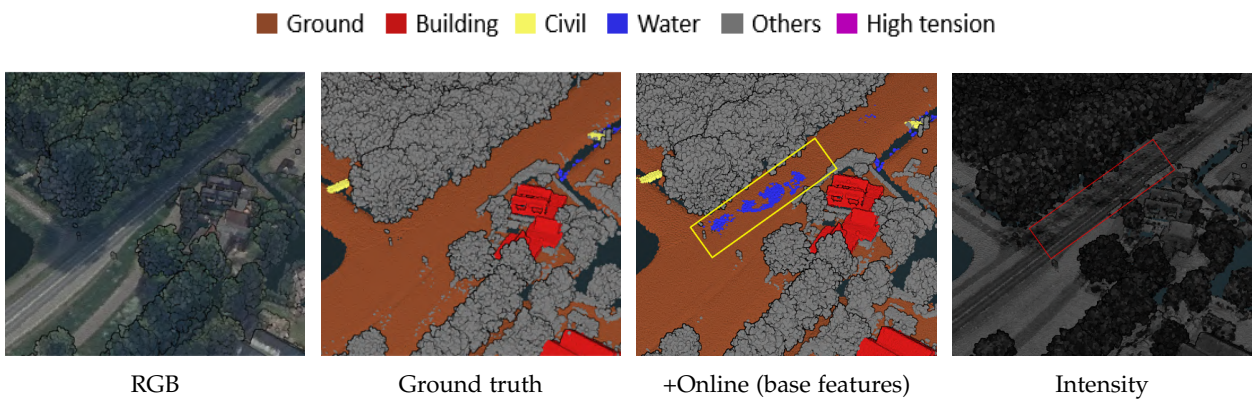 Ground Building Civil Water Others High tension
RGB Ground truth +Online (base features) Intensity